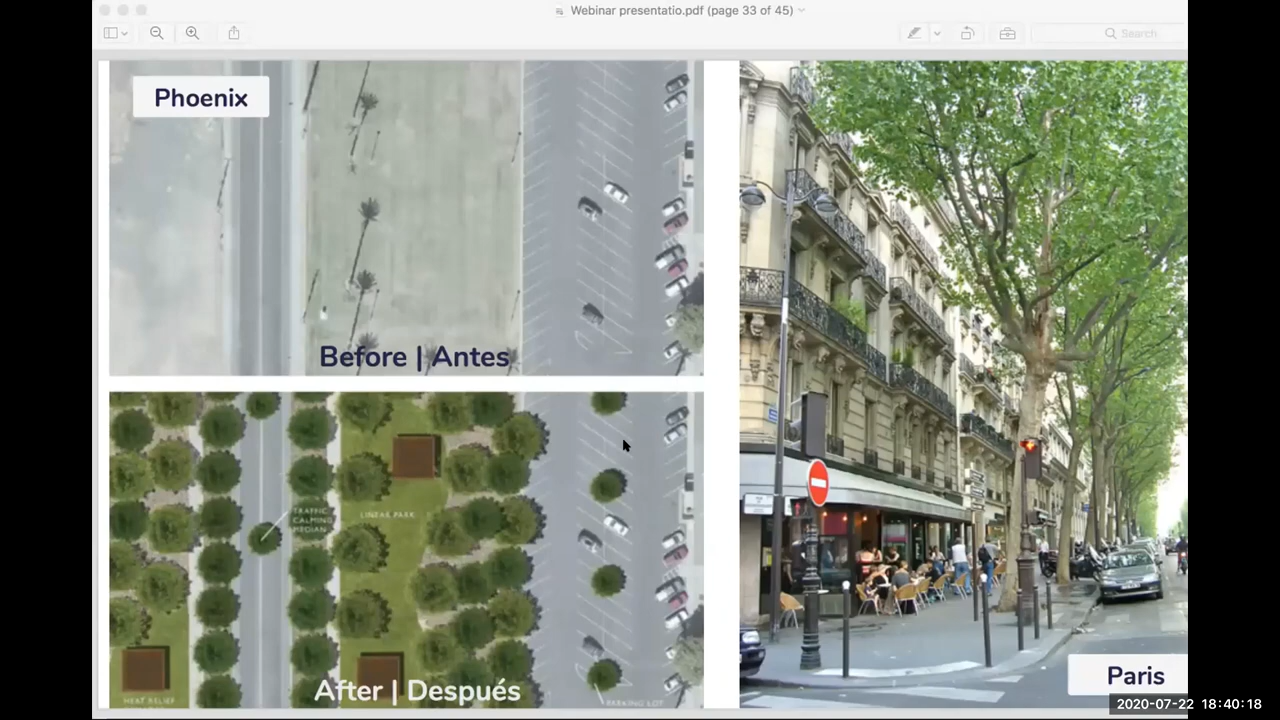 Webinar presentatio.pdf (page 33 of 45)
Search
Phoenix
Before | Antes
TRAFFIC
CALMING
MEDIAN
LINEAR PARK
HEAT RELIEF
After | Después
PARKING LOT
Paris
2020-07-22 18:40:18